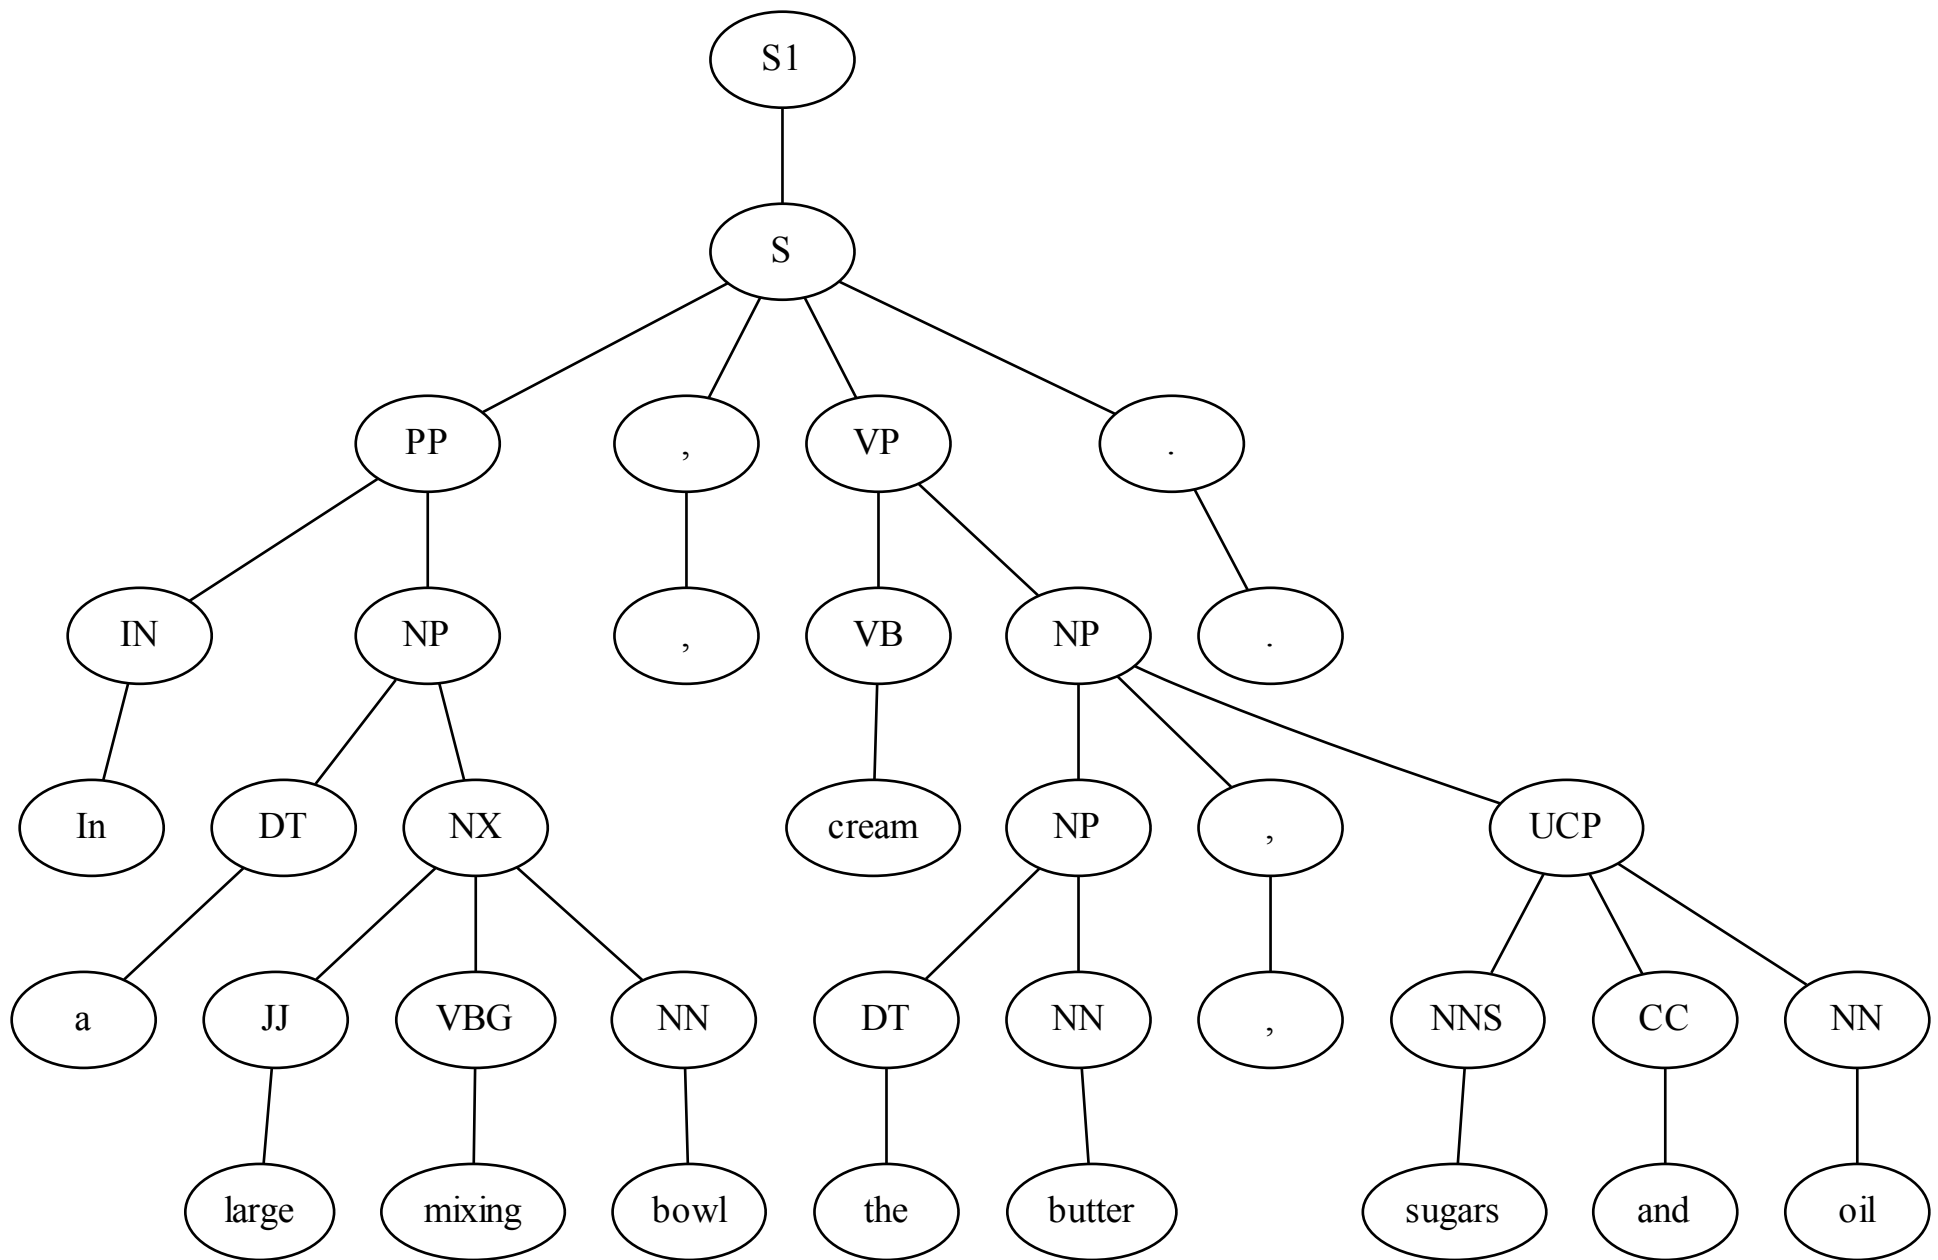 S1
S
PP , VP .
IN NP , VB NP .
In DT NX cream NP , UCP
a JJ VBG NN DT NN , NNS CC NN
large mixing bowl the butter sugars and oil